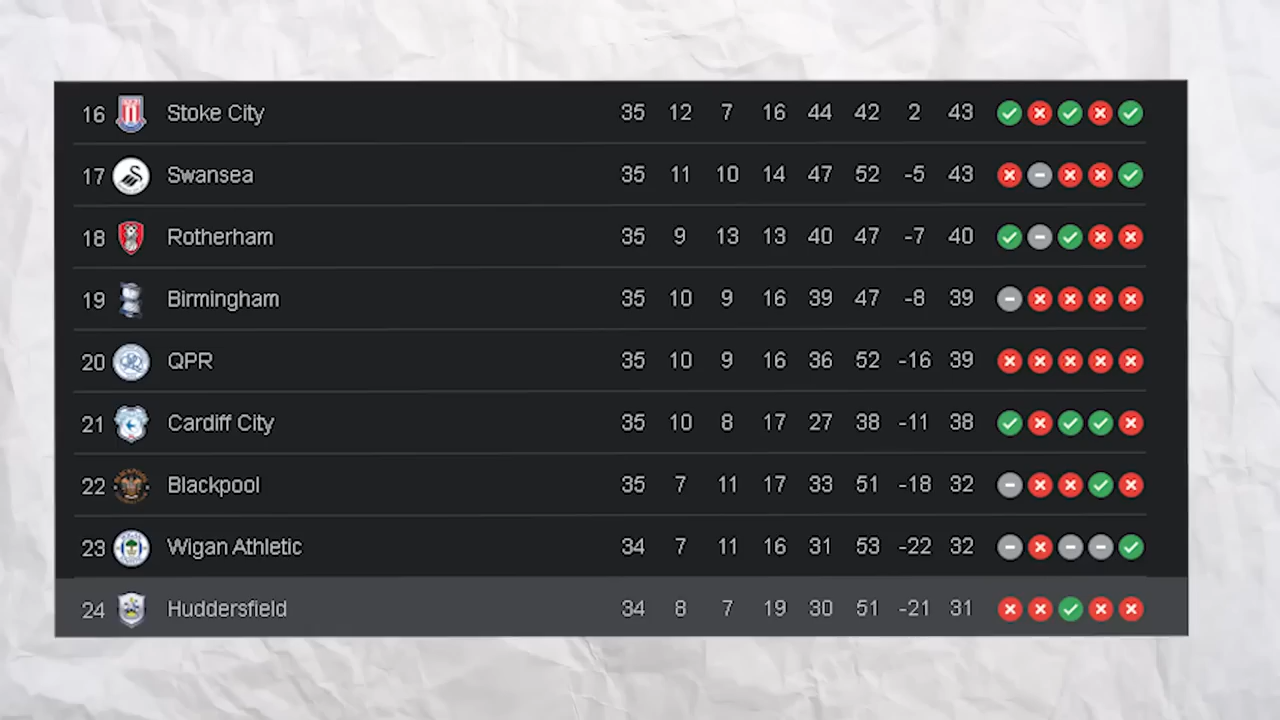 16 Stoke City 35 12 7 16 44 42 2 43
17 Swansea 35 11 10 14 47 52 -5 43
18 Rotherham 35 9 13 13 40 47 -7 40
19 Birmingham 35 10 9 16 39 47 -8 39
20 QPR 35 10 9 16 36 52 -16 39
21 Cardiff City 35 10 8 17 27 38 -11 38
22 Blackpool 35 7 11 17 33 51 -18 32
23 Wigan Athletic 34 7 11 16 31 53 -22 32
24 Huddersfield 34 8 7 19 30 51 -21 31